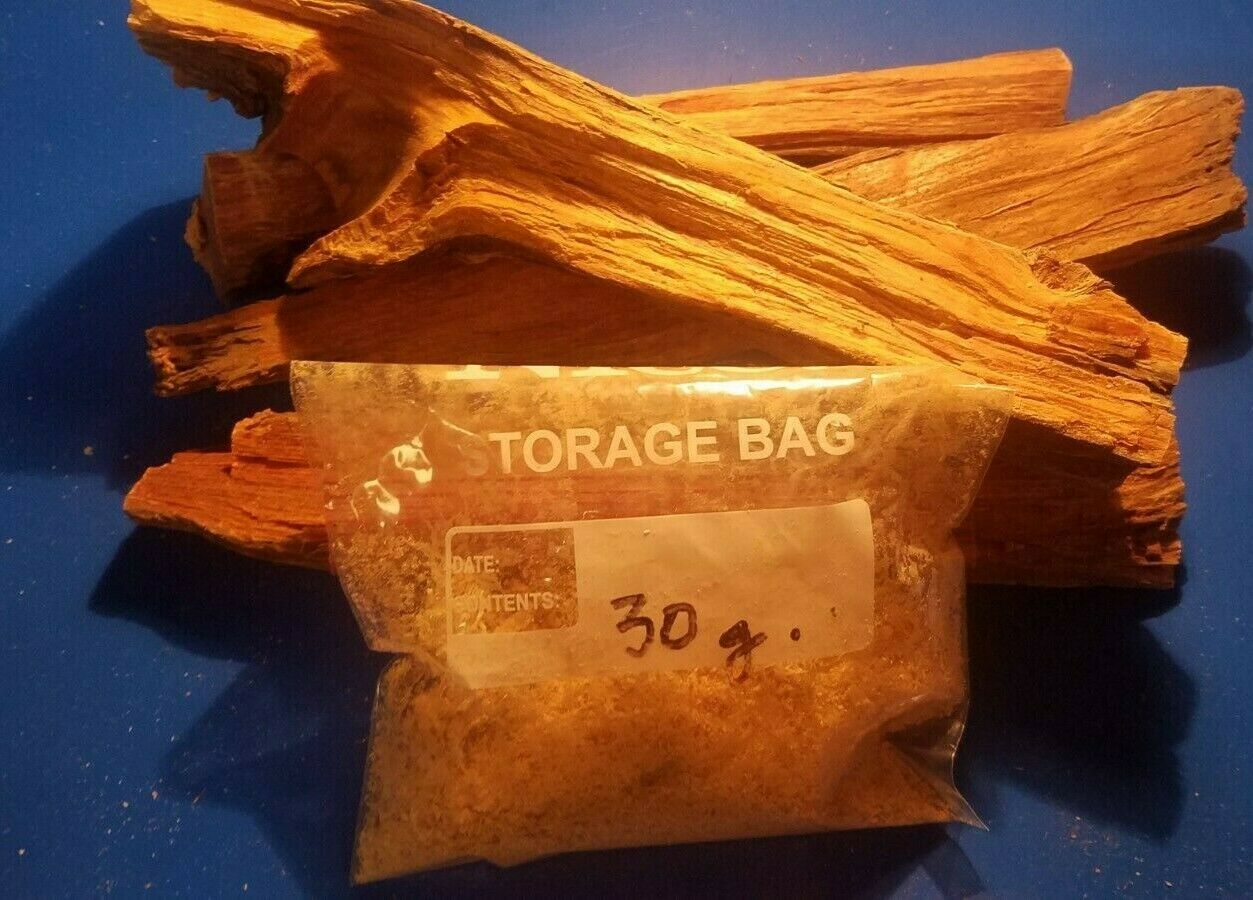 STORAGE BAG
DATE:
CONTENTS:
30 g.